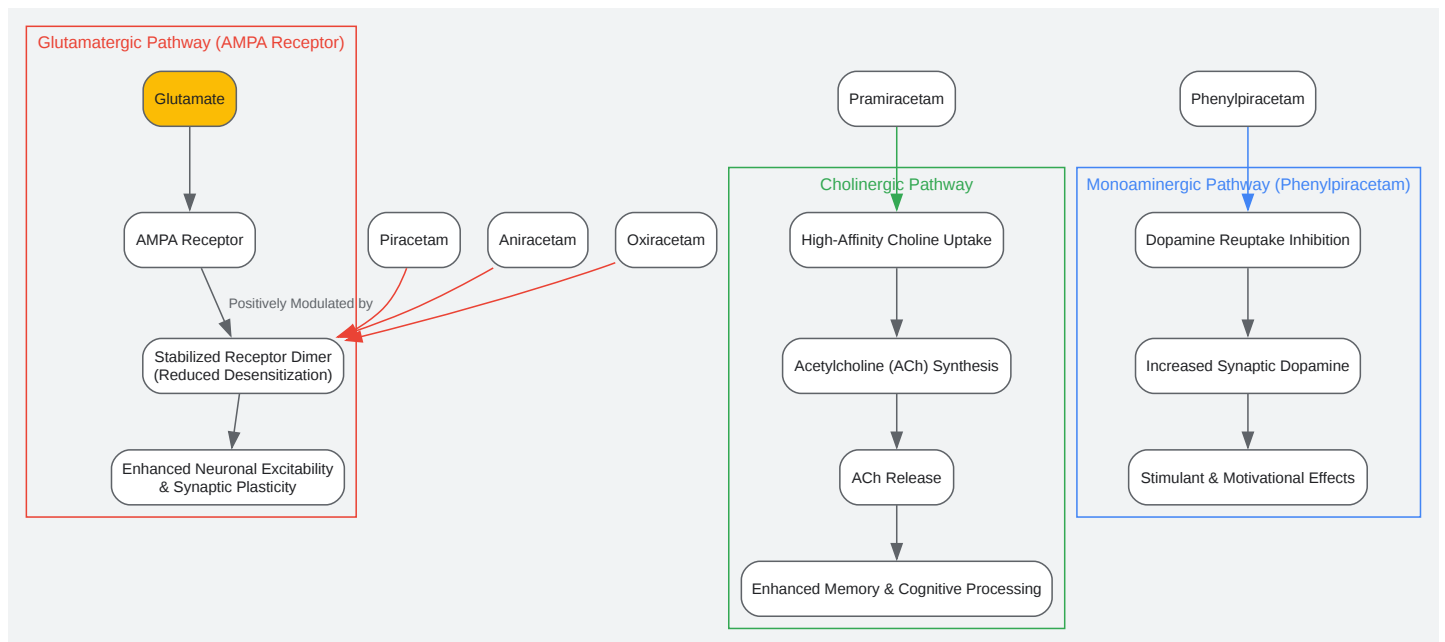 Glutamatergic Pathway (AMPA Receptor)
Glutamate
AMPA Receptor
Positively Modulated by
Stabilized Receptor Dimer
(Reduced Desensitization)
Enhanced Neuronal Excitability
& Synaptic Plasticity
Piracetam
Aniracetam
Oxiracetam
Pramiracetam
Cholinergic Pathway
High-Affinity Choline Uptake
Acetylcholine (ACh) Synthesis
ACh Release
Enhanced Memory & Cognitive Processing
Phenylpiracetam
Monoaminergic Pathway (Phenylpiracetam)
Dopamine Reuptake Inhibition
Increased Synaptic Dopamine
Stimulant & Motivational Effects